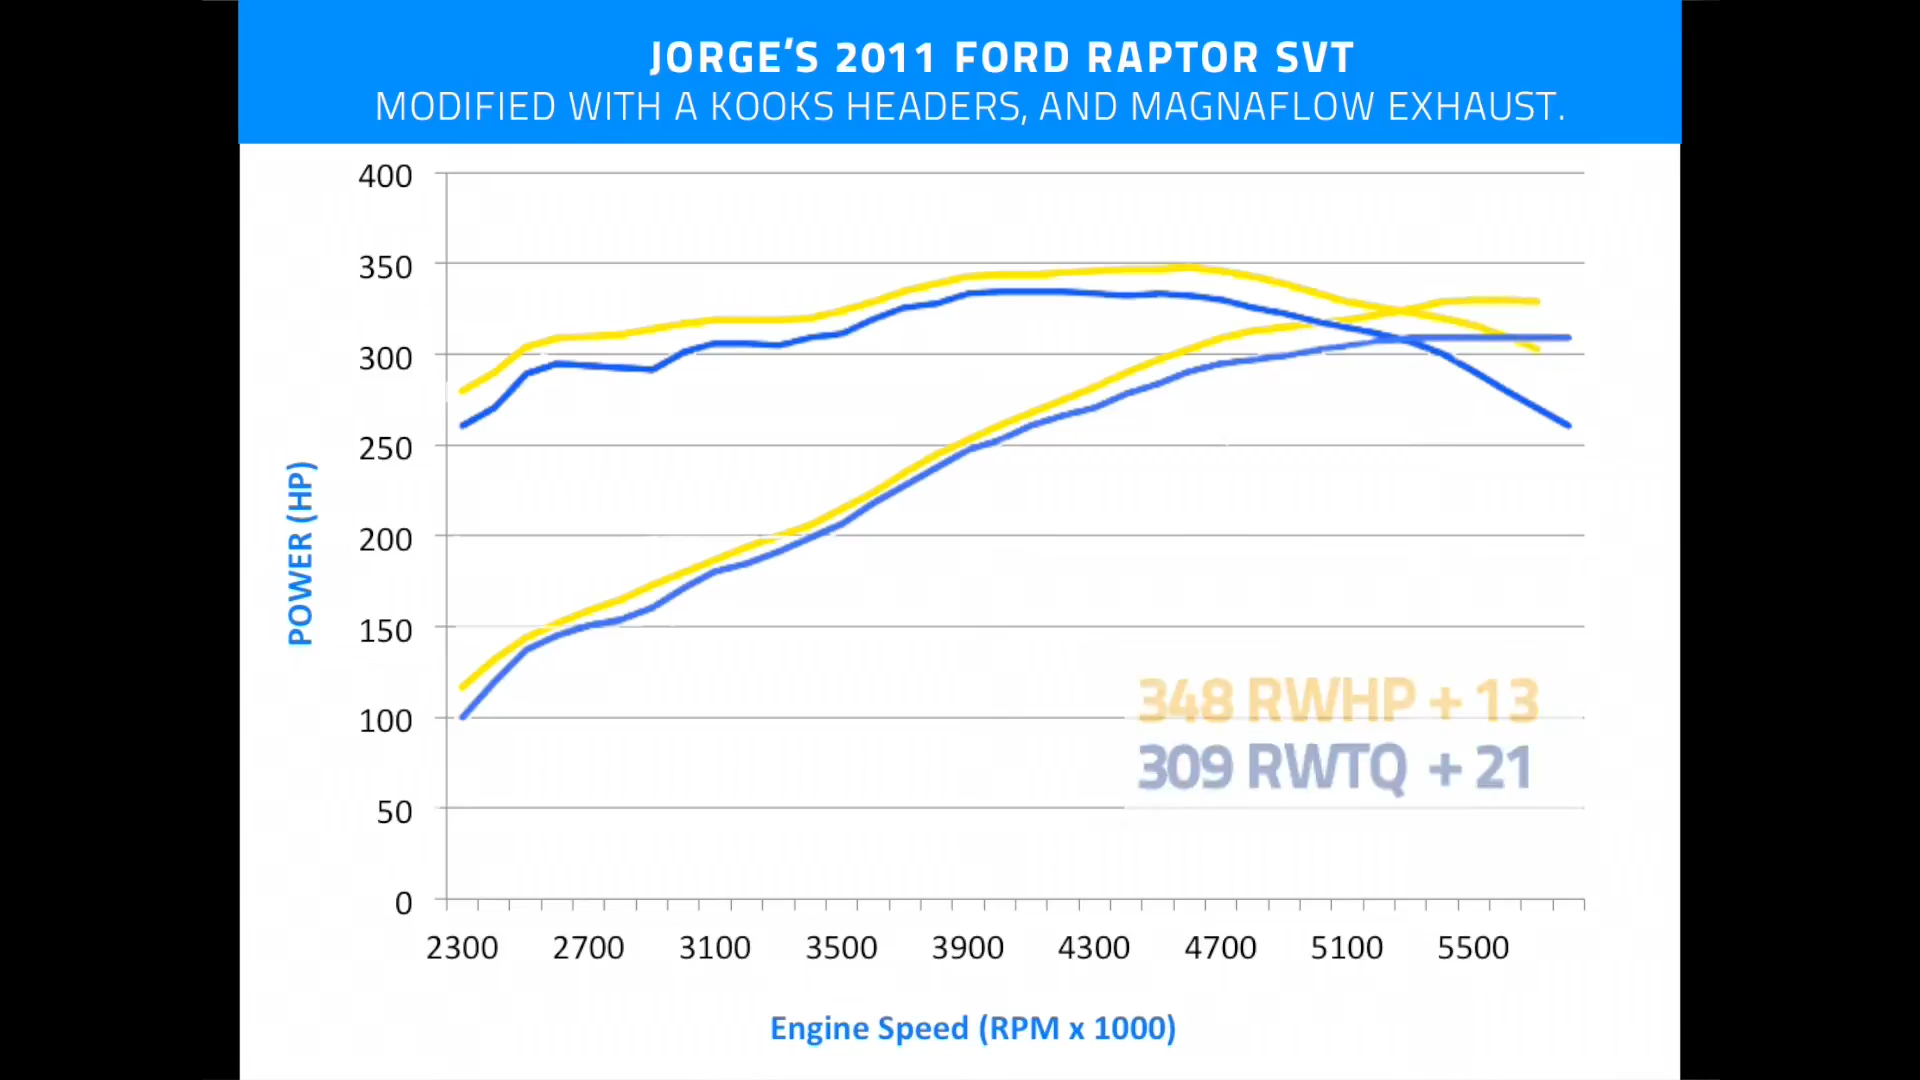 JORGE'S 2011 FORD RAPTOR SVT
MODIFIED WITH A KOOKS HEADERS, AND MAGNAFLOW EXHAUST.
400
350
300
250
200
150
100
50
0
POWER (HP)
348 RWHP + 13
309 RWTQ + 21
2300 2700 3100 3500 3900 4300 4700 5100 5500
Engine Speed (RPM x 1000)